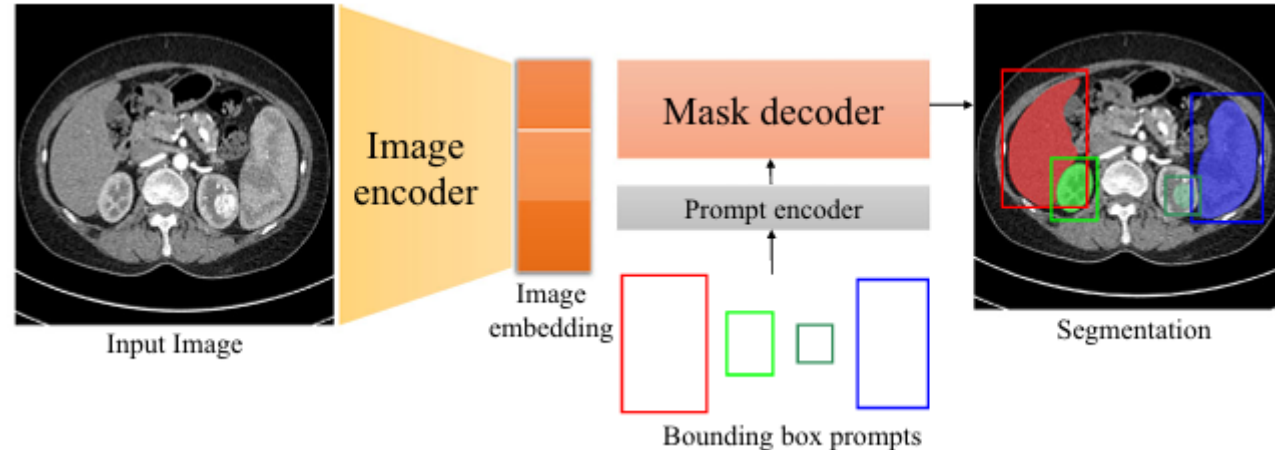 Input Image
Image
encoder
Image
embedding
Mask decoder
Prompt encoder
Bounding box prompts
Segmentation